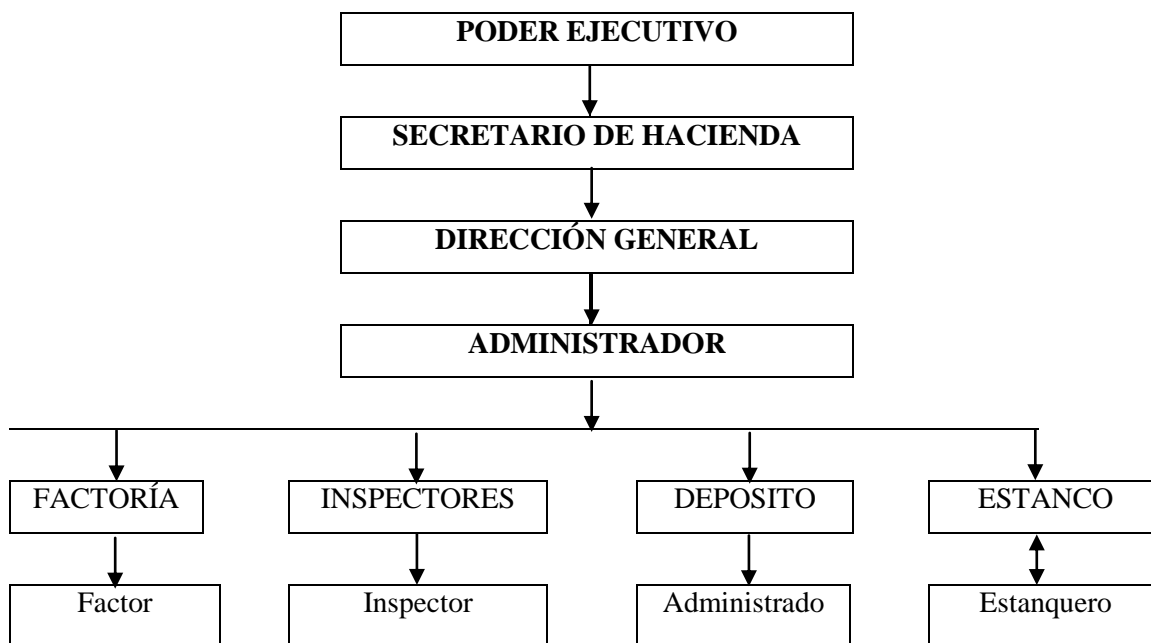 PODER EJECUTIVO
SECRETARIO DE HACIENDA
DIRECCIÓN GENERAL
ADMINISTRADOR
FACTORÍA INSPECTORES DEPOSITO ESTANCO
Factor Inspector Administrado Estanquero